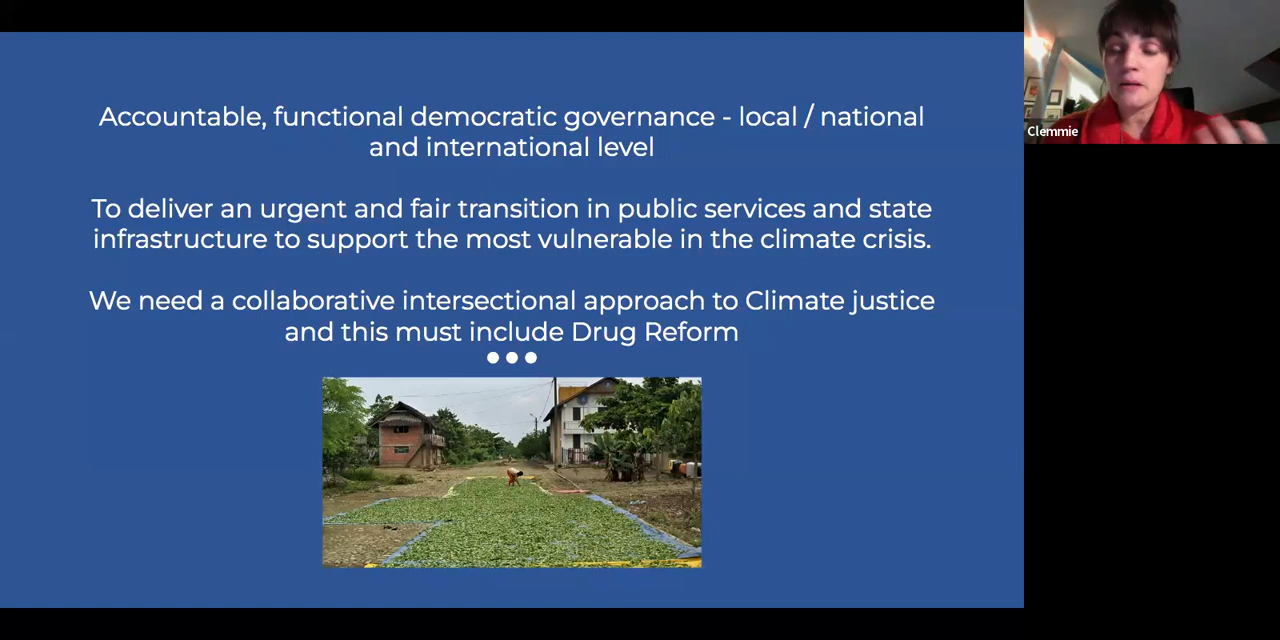 Accountable, functional democratic governance - local / national
and international level
To deliver an urgent and fair transition in public services and state
infrastructure to support the most vulnerable in the climate crisis.
We need a collaborative intersectional approach to Climate justice
and this must include Drug Reform
Clemmie